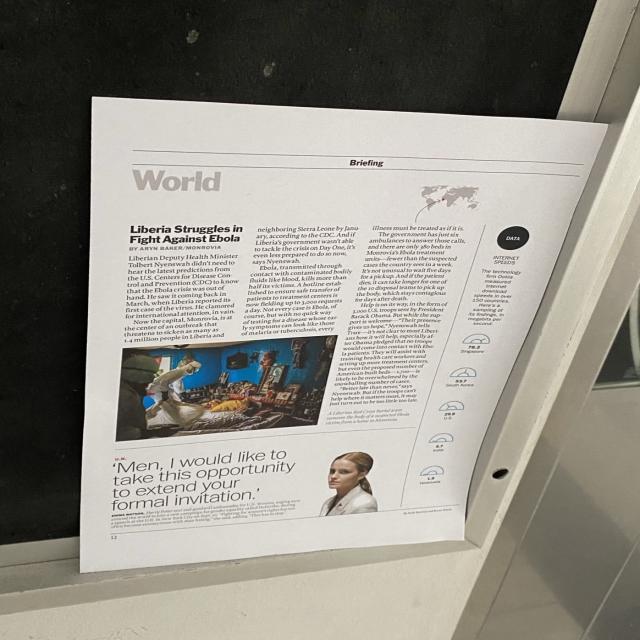 Briefing
World
Liberia Struggles in
Fight Against Ebola
BY ARYN BAKER/MONROVIA
Liberian Deputy Health Minister
Tolbert Nyenswah didn't need to
hear the latest predictions from
the U.S. Centers for Disease Con-
trol and Prevention (CDC) to know
that the Ebola crisis was out of
hand. He saw it coming back in
March, when Liberia reported its
first case of the virus. He clamored
for international attention, in vain.
Now the capital, Monrovia, is at
the center of an outbreak that
threatens to sicken as many as
1.4 million people in Liberia and
neighboring Sierra Leone by Janu-
ary, according to the CDC. And if
Liberia's government wasn't able
to tackle the crisis on Day One, it's
even less prepared to do so now,
says Nyenswah.
Ebola, transmitted through
contact with contaminated bodily
fluids like blood, kills more than
half its victims. A hotline estab-
lished to ensure safe transfer of
patients to treatment centers is
now fielding up to 3,000 requests
a day. Not every case is Ebola, of
course, but with no quick way
of testing for a disease whose ear-
ly symptoms can look like those
of malaria or tuberculosis, every
illness must be treated as if it is.
The government has just six
ambulances to answer those calls,
and there are only 380 beds in
Monrovia's Ebola treatment
units—fewer than the suspected
cases the country sees in a week.
It's not unusual to wait five days
for a pickup. And if the patient
dies, it can take longer for one of
the 10 disposal teams to pick up
the body, which stays contagious
for days after death.
Help is on its way, in the form of
3,000 U.S. troops sent by President
Barack Obama. But while the sup-
port is welcome—"Their presence
gives us hope," Nyenswah tells
TIME—it's not clear to most Liberi-
ans how it will help, especially af-
ter Obama pledged that no troops
would come into contact with Ebo-
la patients. They will assist with
training health care workers and
setting up more treatment centers,
but even the proposed number of
American-built beds—1,700—is
likely to be overwhelmed by the
snowballing number of cases.
"Better late than never," says
Nyenswah. But if the troops can't
help where it matters most, it may
just turn out to be too little too late.
A Liberian Red Cross burial team
removes the body of a suspected Ebola
victim from a home in Monrovia
DATA
INTERNET
SPEEDS
The technology
firm Ookla
measured
Internet
download
speeds in over
Here's a
sampling of
its findings, in
megabits per
second:
Singapore
South Korea
U.S.
India
1.9
Venezuela
U.N.
'Men, I would like to
take this opportunity
to extend your
formal invitation.'
EMMA WATSON,
12